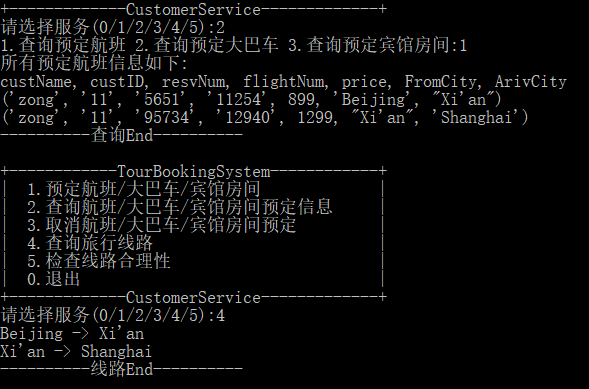 +-------------CustomerService-------------+
请选择服务(0/1/2/3/4/5):2
1.查询预定航班 2.查询预定大巴车 3.查询预定宾馆房间:1
所有预定航班信息如下:
custName, custID, resvNum, flightNum, price, FromCity, ArivCity
('zong', '11', '5651', '11254', 899, 'Beijing', "Xi'an")
('zong', '11', '95734', '12940', 1299, "Xi'an", 'Shanghai')
----------查询End----------
+------------TourBookingSystem------------+
| 1.预定航班/大巴车/宾馆房间 |
| 2.查询航班/大巴车/宾馆房间预定信息 |
| 3.取消航班/大巴车/宾馆房间预定 |
| 4.查询旅行线路 |
| 5.检查线路合理性 |
| 0.退出 |
+-------------CustomerService-------------+
请选择服务(0/1/2/3/4/5):4
Beijing -> Xi'an
Xi'an -> Shanghai
----------线路End----------